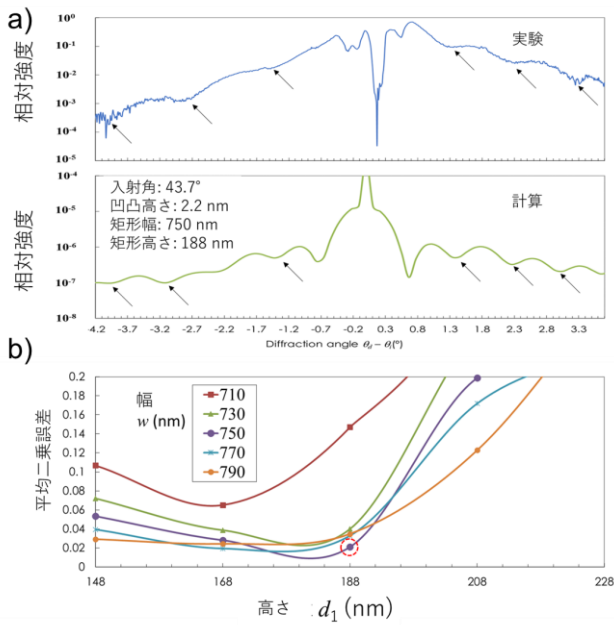 a)
10⁰
10⁻¹
10⁻²
10⁻³
10⁻⁴
10⁻⁵
相対強度
実験
10⁻⁴
10⁻⁵
10⁻⁶
10⁻⁷
10⁻⁸
相対強度
入射角: 43.7°
凹凸高さ: 2.2 nm
矩形幅: 750 nm
矩形高さ: 188 nm
計算
-4.2 -3.7 -3.2 -2.7 -2.2 -1.7 -1.2 -0.7 -0.2 0.3 0.8 1.3 1.8 2.3 2.8 3.3
Diffraction angle θd – θi(°)
b)
0.2
0.18
0.16
0.14
0.12
0.1
0.08
0.06
0.04
0.02
0
平均二乗誤差
幅
w (nm)
710
730
750
770
790
148 168 188 208 228
高さ : d₁ (nm)